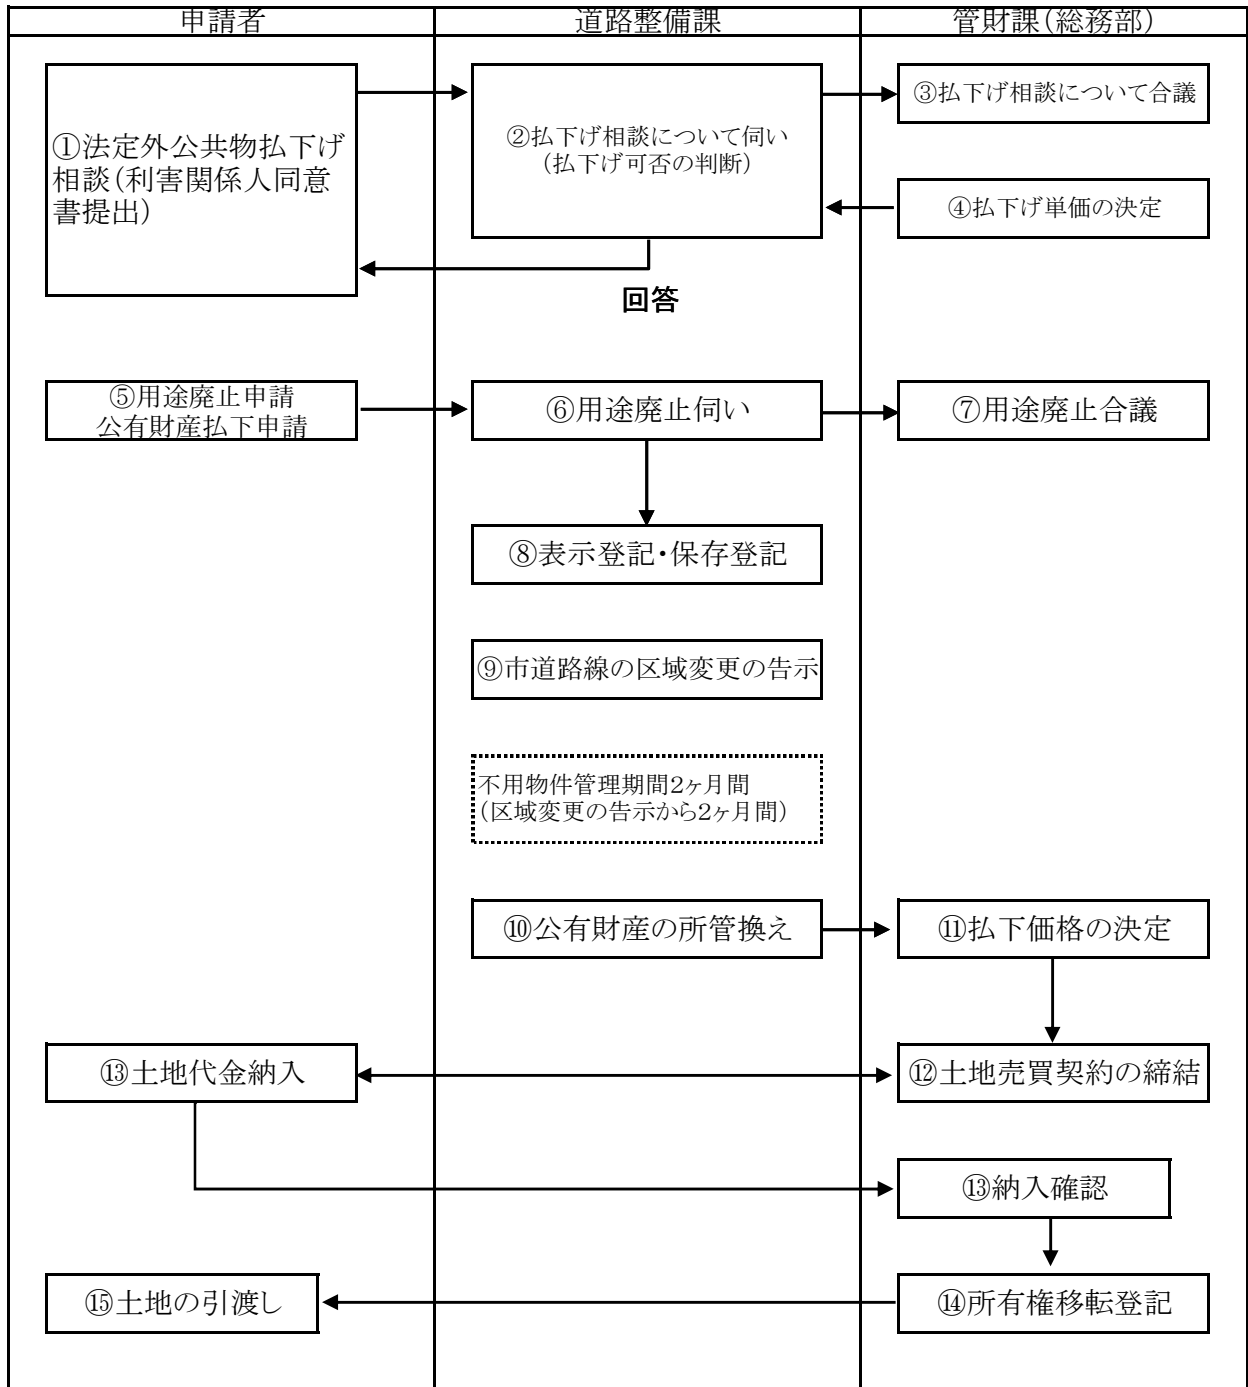 申請者
道路整備課
管財課（総務部）
①法定外公共物払下げ
相談（利害関係人同意
書提出）
②払下げ相談について伺い
（払下げ可否の判断）
③払下げ相談について合議
④払下げ単価の決定
回答
⑤用途廃止申請
公有財産払下申請
⑥用途廃止伺い
⑦用途廃止合議
⑧表示登記・保存登記
⑨市道路線の区域変更の告示
不用物件管理期間2ヶ月間
（区域変更の告示から2ヶ月間）
⑩公有財産の所管換え
⑪払下価格の決定
⑬土地代金納入
⑫土地売買契約の締結
⑬納入確認
⑮土地の引渡し
⑭所有権移転登記